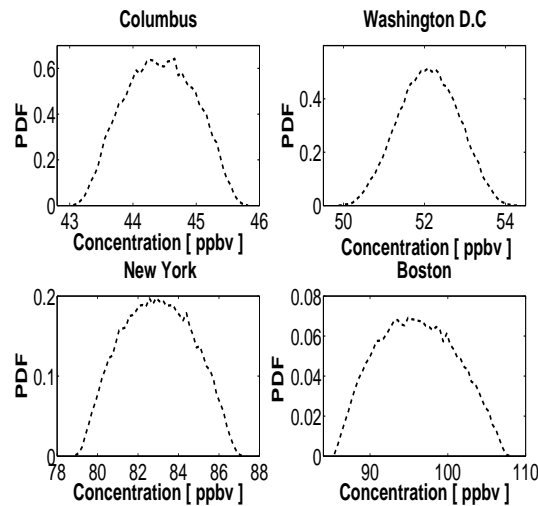 Columbus
PDF
0.6
0.4
0.2
0
43
44
45
46
Concentration [ ppbv ]
Washington D.C
PDF
0.4
0.2
0
50
52
54
Concentration [ ppbv ]
New York
PDF
0.2
0.1
0
78
80
82
84
86
88
Concentration [ ppbv ]
Boston
PDF
0.08
0.06
0.04
0.02
0
90
100
110
Concentration [ ppbv ]